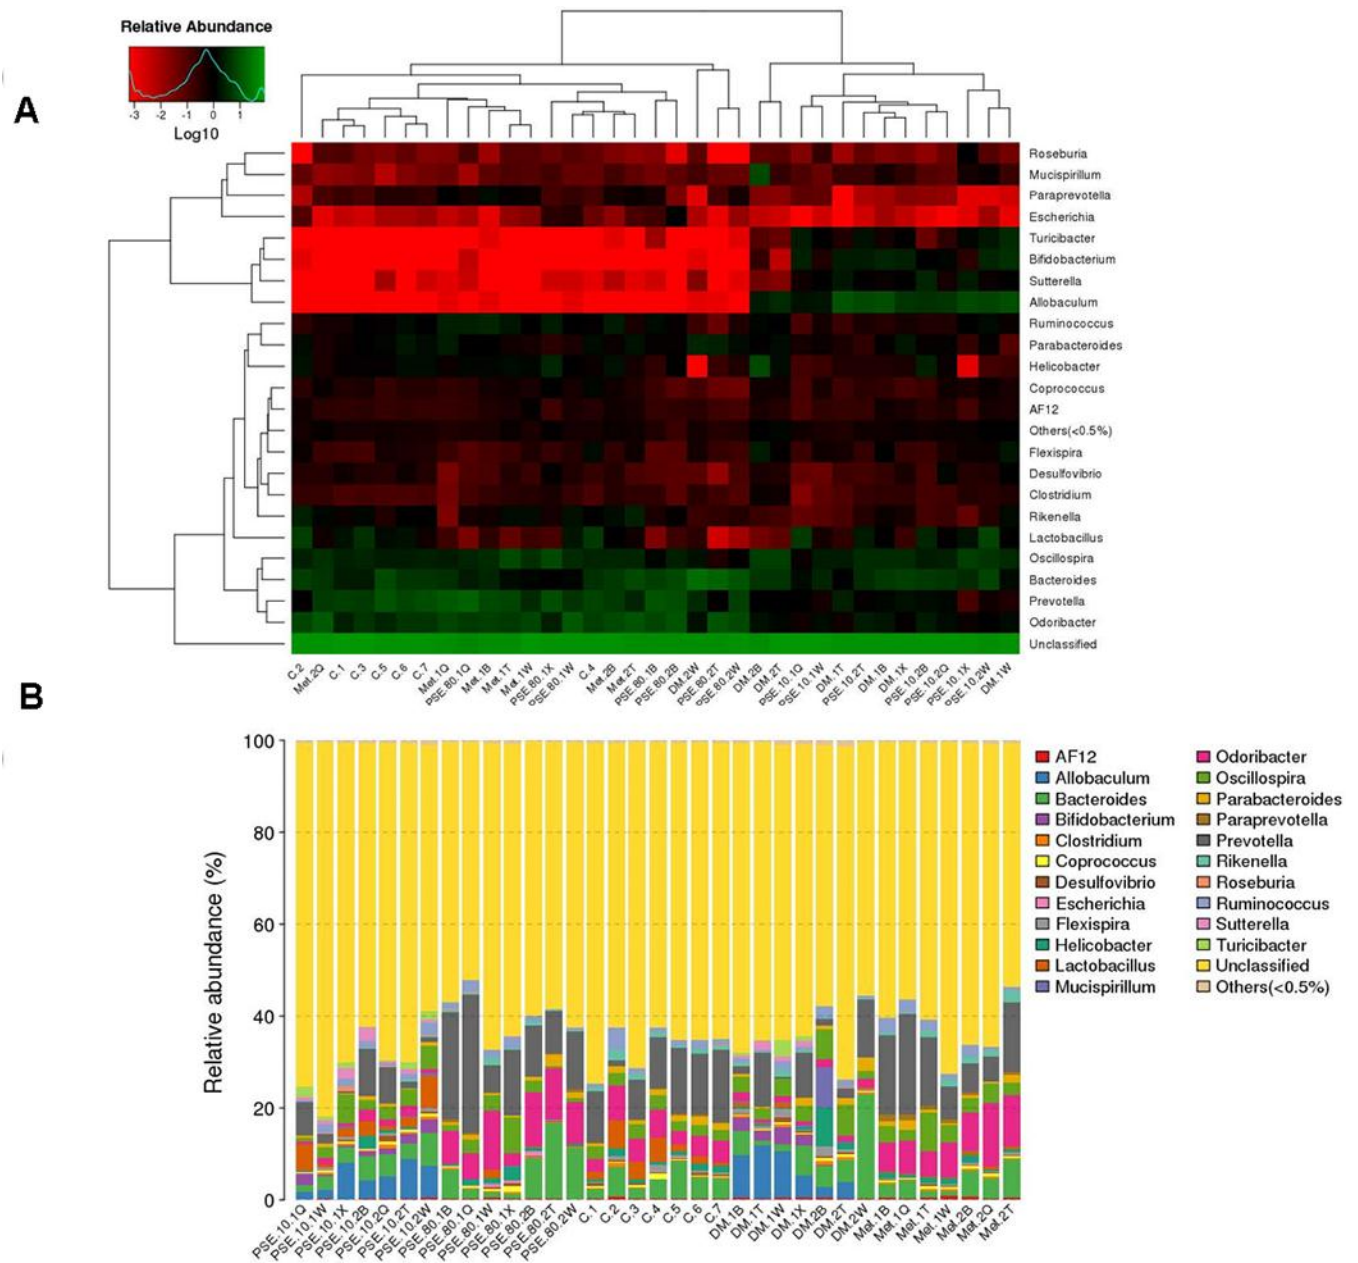 Relative Abundance
-3 -2 -1 0 1
Log10
A
Roseburia
Mucispirillum
Paraprevotella
Escherichia
Turicibacter
Bifidobacterium
Sutterella
Allobaculum
Ruminococcus
Parabacteroides
Helicobacter
Coprococcus
AF12
Others(<0.5%)
Flexispira
Desulfovibrio
Clostridium
Rikenella
Lactobacillus
Oscillospira
Bacteroides
Prevotella
Odoribacter
Unclassified
C.2 Met.2Q C.1 C.3 C.5 C.6 C.7 Met.1Q PSE.80.1Q Met.1B Met.1T Met.1W PSE.80.1X PSE.80.1W C.4 Met.2B Met.2T PSE.80.1B PSE.80.2B DM.2W PSE.80.2T PSE.80.2W DM.2B DM.2T PSE.10.1Q PSE.10.1W DM.1T PSE.10.2T DM.1B DM.1X PSE.10.2B PSE.10.2Q PSE.10.1X PSE.10.2W DM.1W
B
Relative abundance (%)
100
80
60
40
20
0
PSE.10.1Q PSE.10.1W PSE.10.1X PSE.10.2B PSE.10.2Q PSE.10.2T PSE.10.2W PSE.80.1B PSE.80.1Q PSE.80.1W PSE.80.1X PSE.80.2B PSE.80.2T PSE.80.2W C.1 C.2 C.3 C.4 C.5 C.6 C.7 DM.1B DM.1T DM.1W DM.1X DM.2B DM.2T DM.2W Met.1B Met.1Q Met.1T Met.1W Met.2B Met.2Q Met.2T
AF12
Allobaculum
Bacteroides
Bifidobacterium
Clostridium
Coprococcus
Desulfovibrio
Escherichia
Flexispira
Helicobacter
Lactobacillus
Mucispirillum
Odoribacter
Oscillospira
Parabacteroides
Paraprevotella
Prevotella
Rikenella
Roseburia
Ruminococcus
Sutterella
Turicibacter
Unclassified
Others(<0.5%)